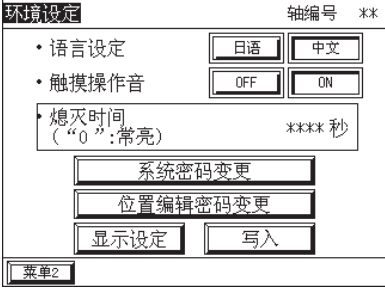 环境设定 轴编号 **
・语言设定 日语 中文
・触摸操作音 OFF ON
・熄灭时间 **** 秒
(“0”:常亮)
系统密码变更
位置编辑密码变更
显示设定 写入
菜单2